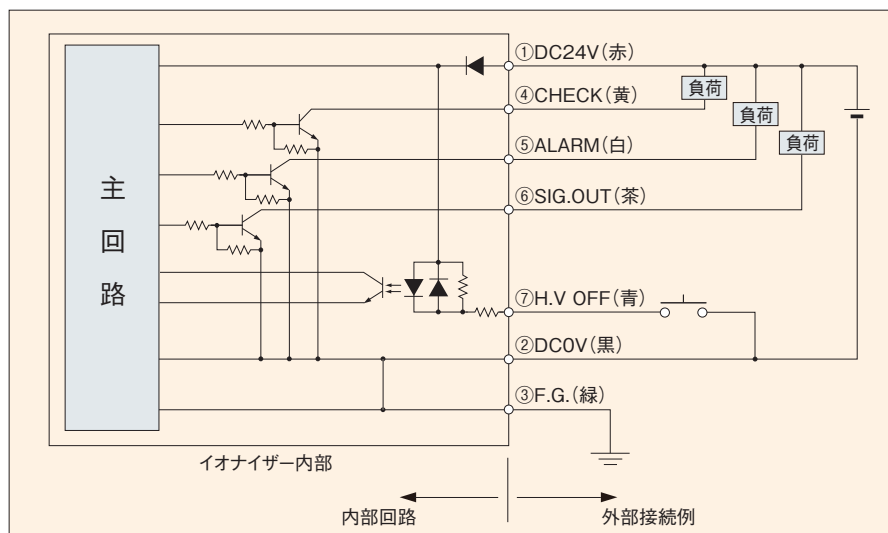 ①DC24V(赤)
負荷
④CHECK(黄)
負荷
⑤ALARM(白)
負荷
⑥SIG.OUT(茶)
主回路
⑦H.V OFF(青)
②DC0V(黒)
③F.G.(緑)
イオナイザー内部
内部回路
外部接続例